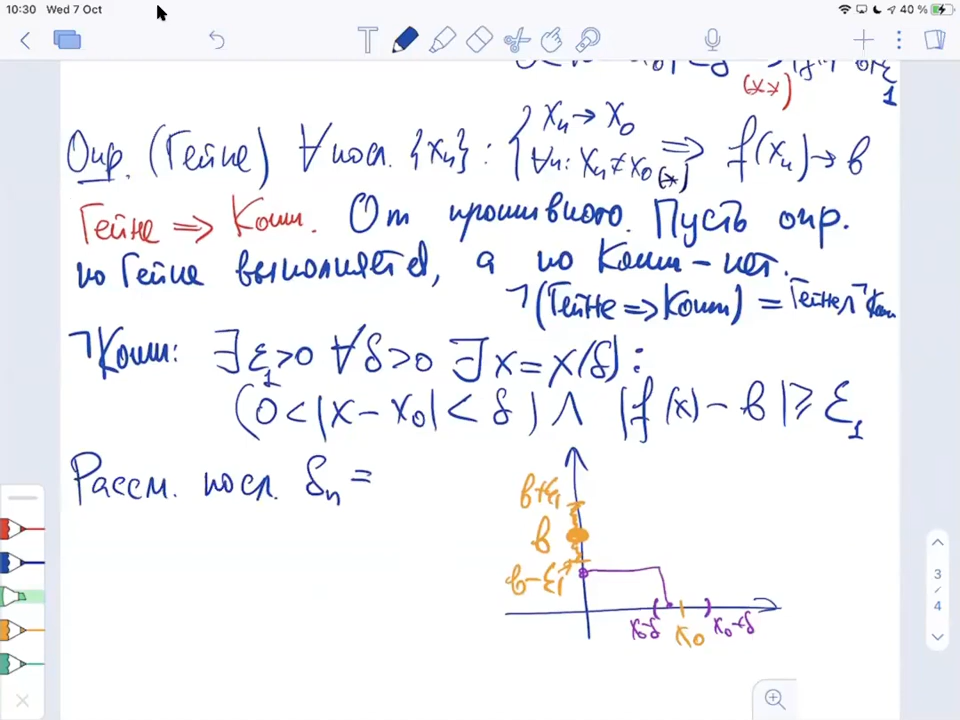 10:30 Wed 7 Oct
40 %
(**)
1
Опр. (Гейне) ∀ посл. {xₙ} : { xₙ → x₀
∀n: xₙ ≠ x₀ (*) ⇒ f(xₙ) → b
Гейне ⇒ Коши. От противного. Пусть опр.
по Гейне выполняется, а по Коши – нет.
¬(Гейне ⇒ Коши) = Гейне ∧ ¬Коши
¬Коши: ∃ ε₁>0 ∀δ>0 ∃ x = x(δ) :
(0 < |x – x₀| < δ) ∧ |f(x) – b| ≥ ε₁
Рассм. посл. δₙ =
b+ε₁
b
b–ε₁
x₀-δ x₀ x₀+δ
3
/
4